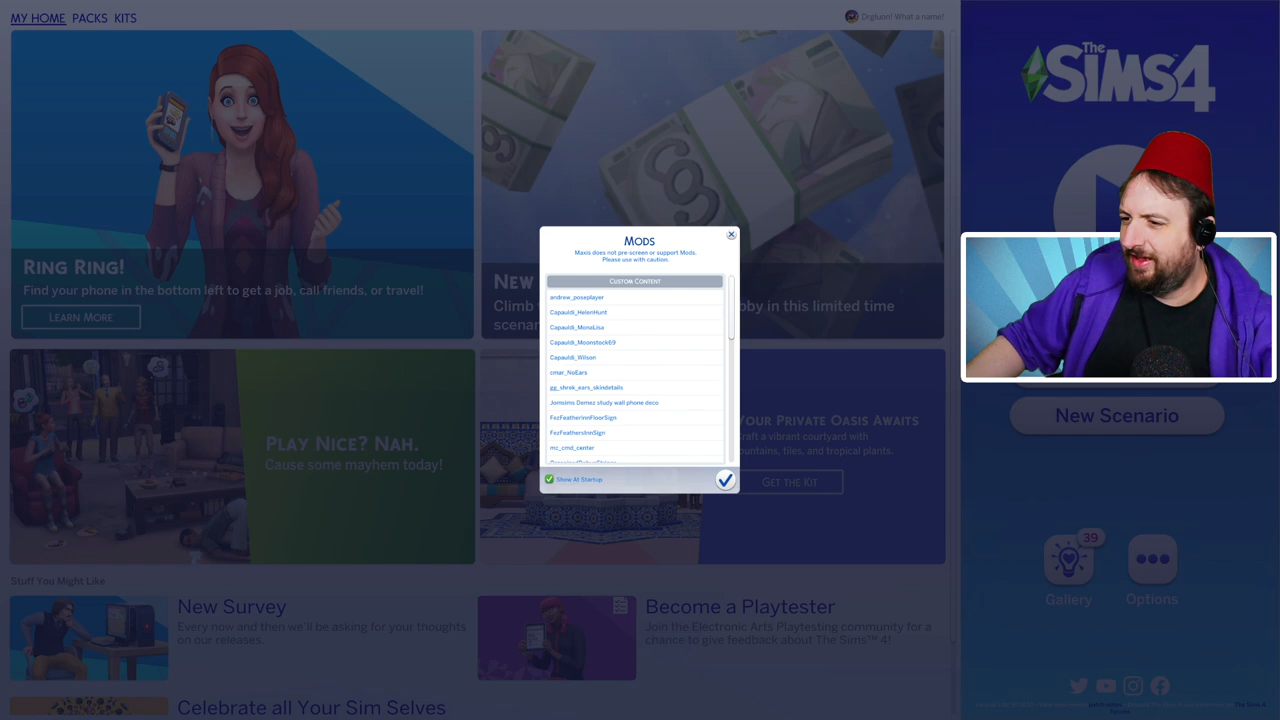 MY HOME PACKS KITS
Drgluon! What a name!
RING RING!
Find your phone in the bottom left to get a job, call friends, or travel!
LEARN MORE
NEW
Climb
scenar
bby in this limited time
MODS
Maxis does not pre-screen or support Mods.
Please use with caution.
CUSTOM CONTENT
andrew_poseplayer
Capauldi_HelenHunt
Capauldi_MonaLisa
Capauldi_Moonstock69
Capauldi_Wilson
cmar_NoEars
gg_shrek_ears_skindetails
Jomsims Demez study wall phone deco
FezFeatherInnFloorSign
FezFeathersInnSign
mc_cmd_center
Show At Startup
PLAY NICE? NAH.
Cause some mayhem today!
YOUR PRIVATE OASIS AWAITS
raft a vibrant courtyard with
ountains, tiles, and tropical plants.
GET THE KIT
Stuff You Might Like
New Survey
Every now and then we'll be asking for your thoughts
on our releases.
Become a Playtester
Join the Electronic Arts Playtesting community for a
chance to give feedback about The Sims™ 4!
Celebrate all Your Sim Selves
The SIMS 4
New Scenario
39
Gallery
Options